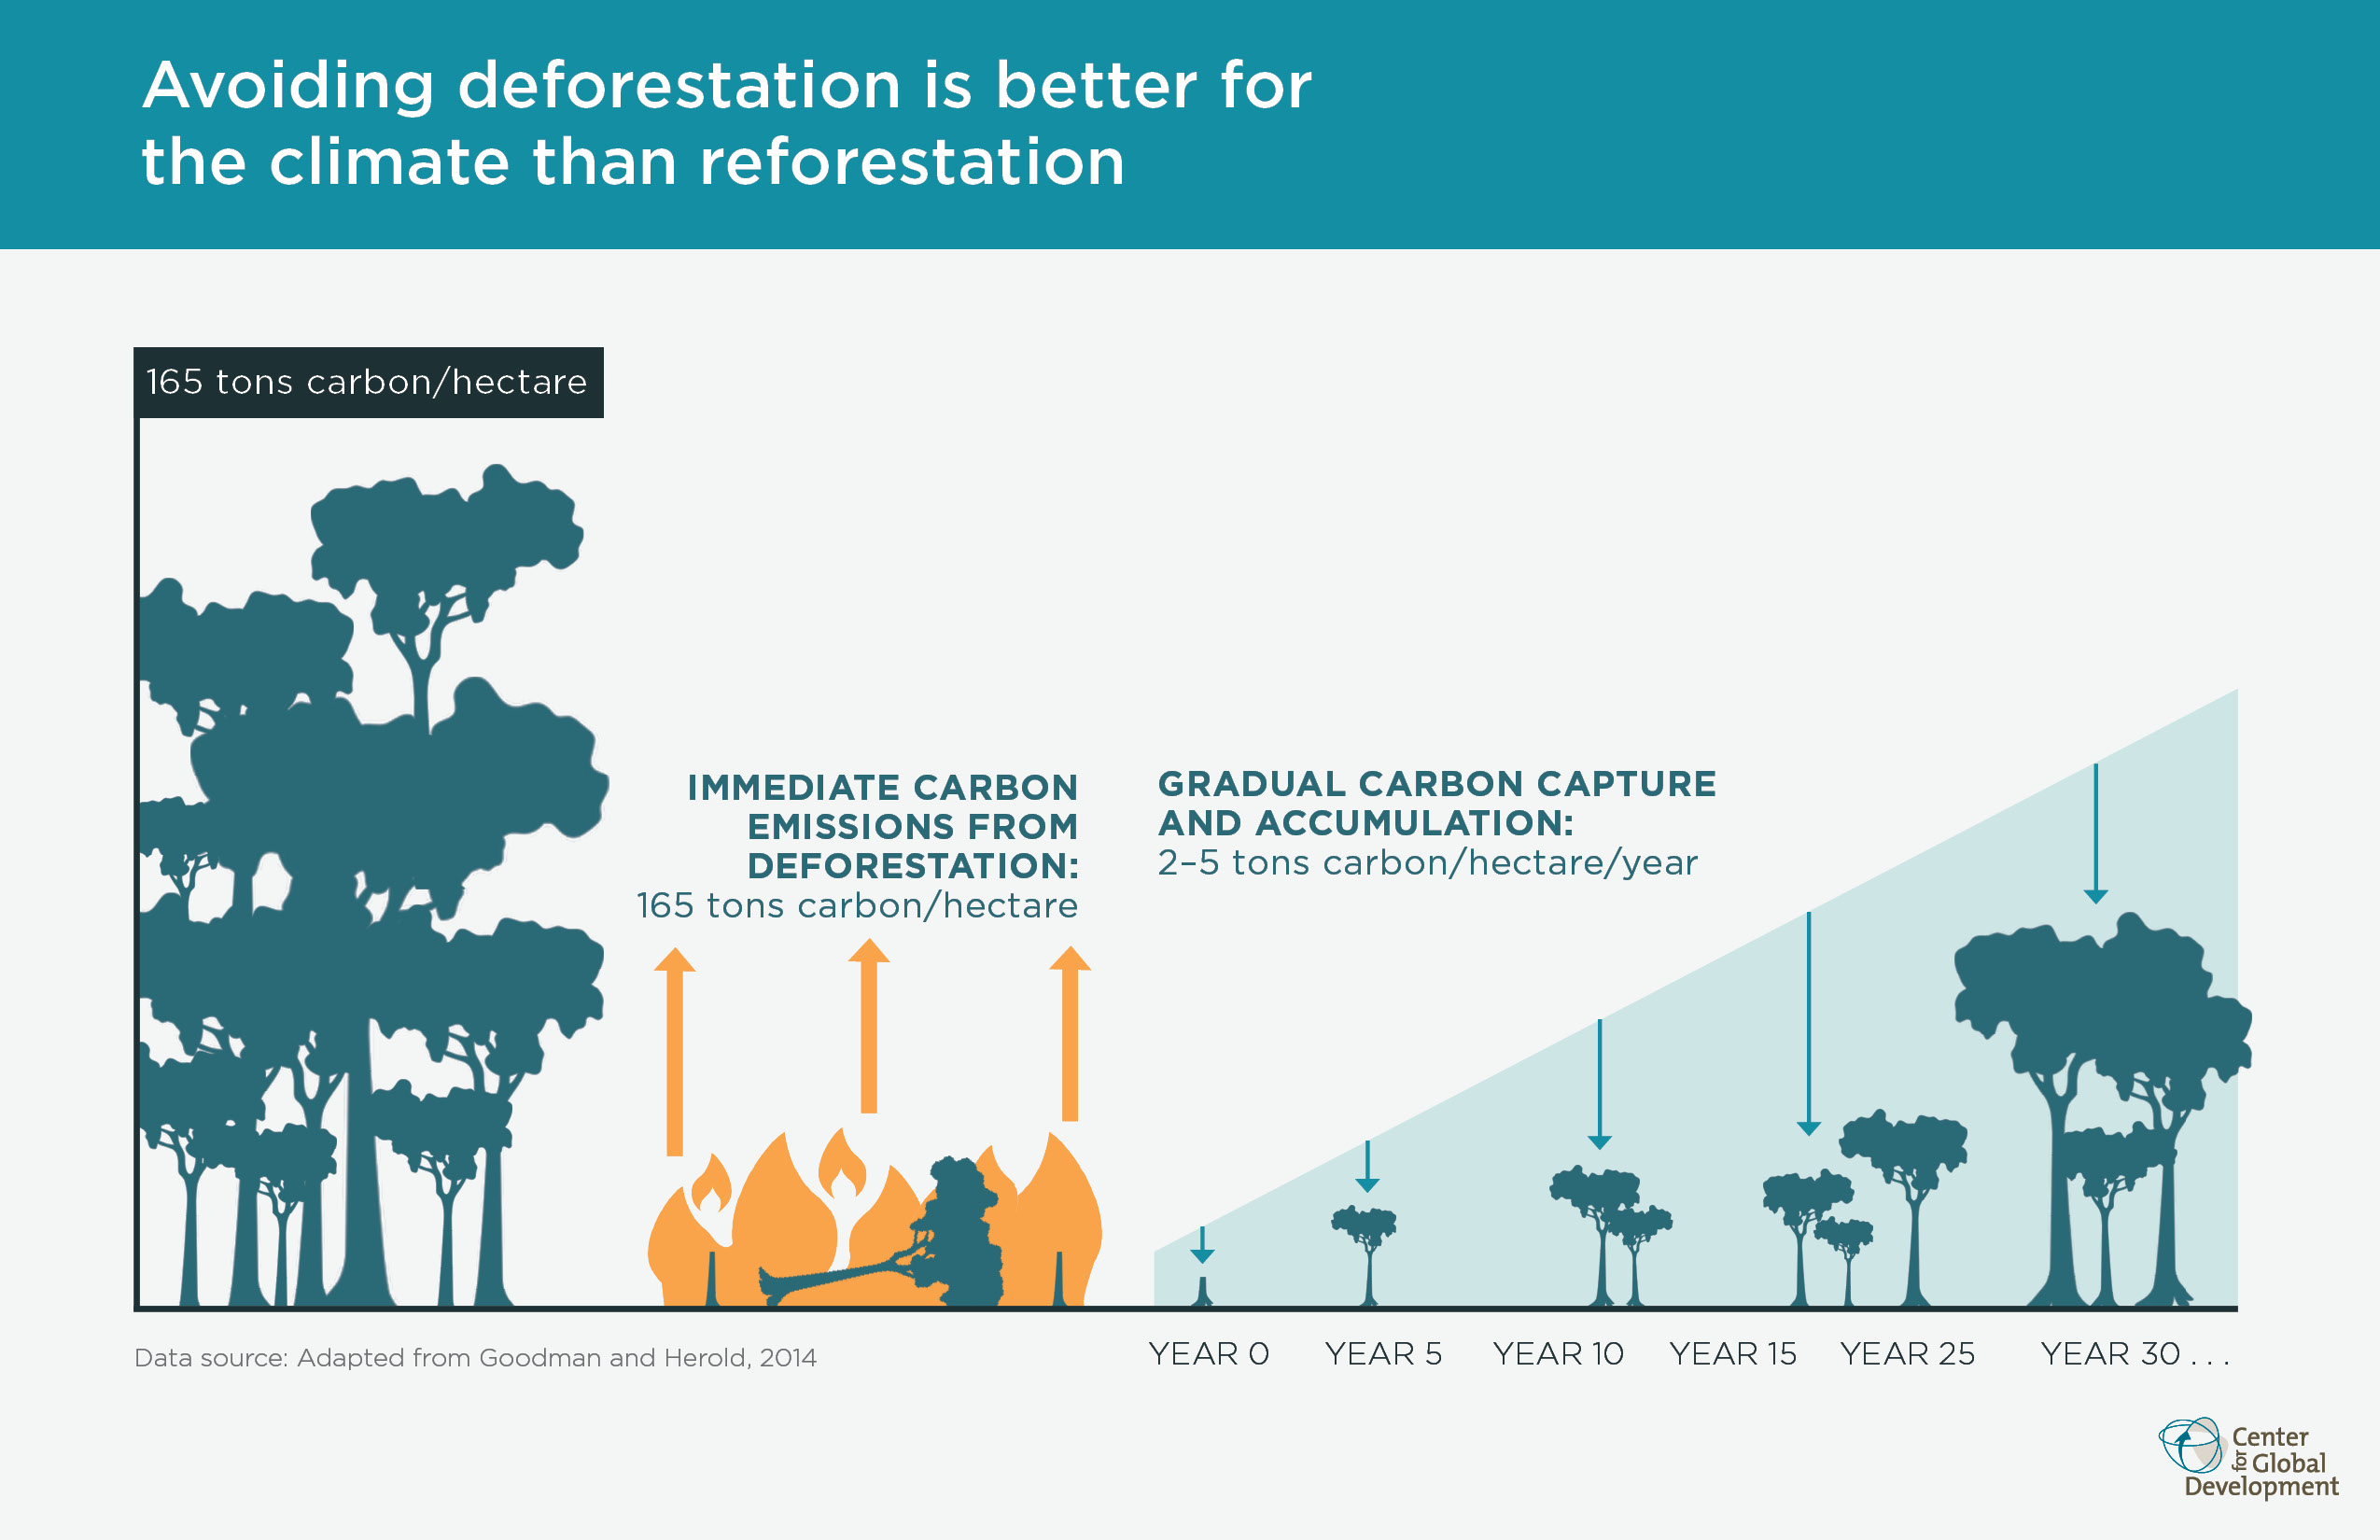 Avoiding deforestation is better for
the climate than reforestation
165 tons carbon/hectare
IMMEDIATE CARBON
EMISSIONS FROM
DEFORESTATION:
165 tons carbon/hectare
GRADUAL CARBON CAPTURE
AND ACCUMULATION:
2–5 tons carbon/hectare/year
YEAR 0
YEAR 5
YEAR 10
YEAR 15
YEAR 25
YEAR 30 . . .
Data source: Adapted from Goodman and Herold, 2014
Center
for Global
Development